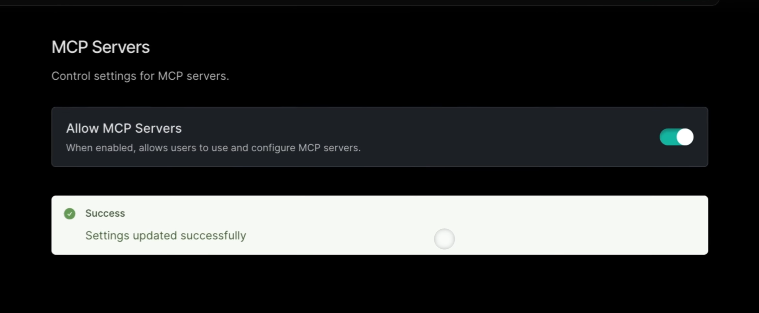 MCP Servers
Control settings for MCP servers.
Allow MCP Servers
When enabled, allows users to use and configure MCP servers.
Success
Settings updated successfully